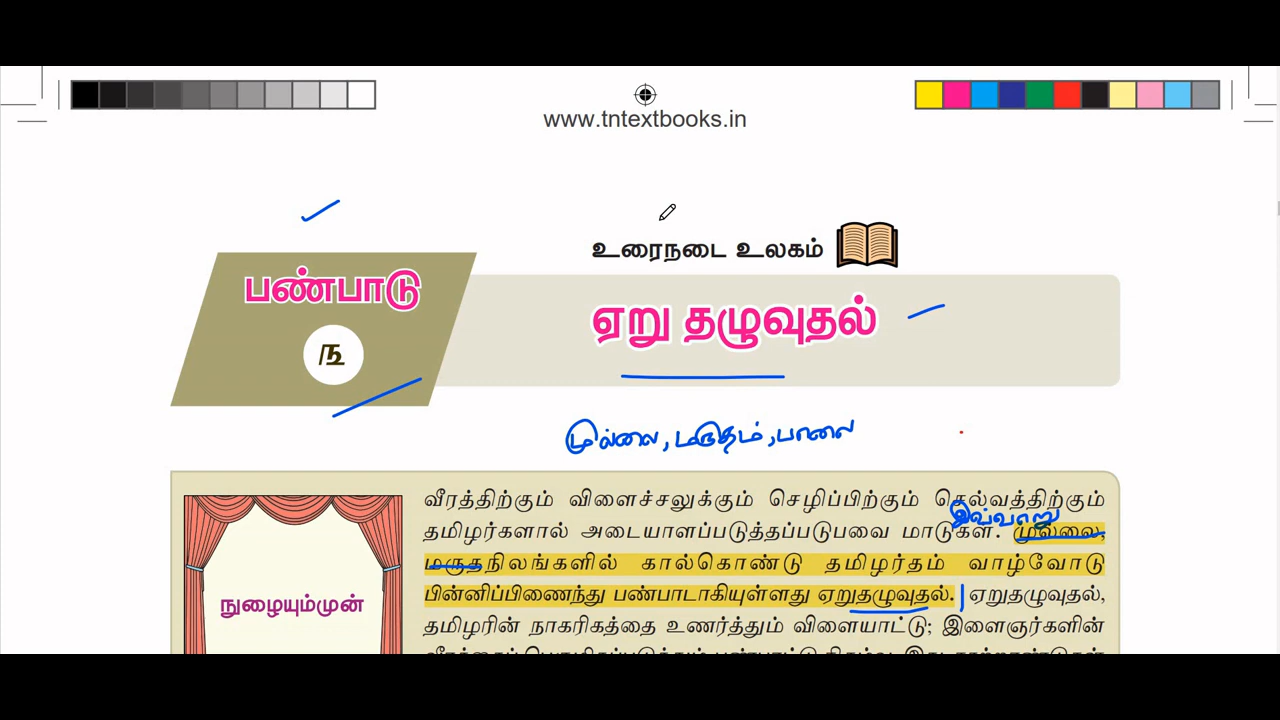 www.tntextbooks.in
உரைநடை உலகம்
பண்பாடு
௩
ஏறு தழுவுதல்
முல்லை, மருதம், பாலை
வீரத்திற்கும் விளைச்சலுக்கும் செழிப்பிற்கும் செல்வத்திற்கும்
இவ்வாறு
தமிழர்களால் அடையாளப்படுத்தப்படுபவை மாடுகள். முல்லை,
மருதநிலங்களில் கால்கொண்டு தமிழர்தம் வாழ்வோடு
பின்னிப்பிணைந்து பண்பாடாகியுள்ளது ஏறுதழுவுதல். ஏறுதழுவுதல்,
தமிழரின் நாகரிகத்தை உணர்த்தும் விளையாட்டு; இளைஞர்களின்
நுழையும்முன்